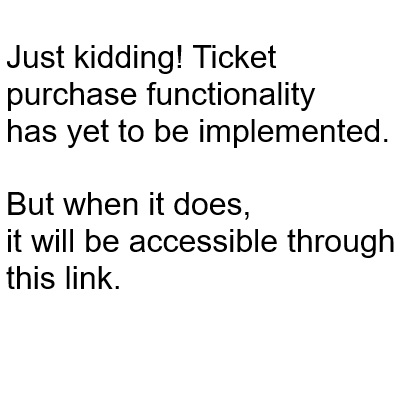 Just kidding! Ticket
purchase functionality
has yet to be implemented.
But when it does,
it will be accessible through
this link.